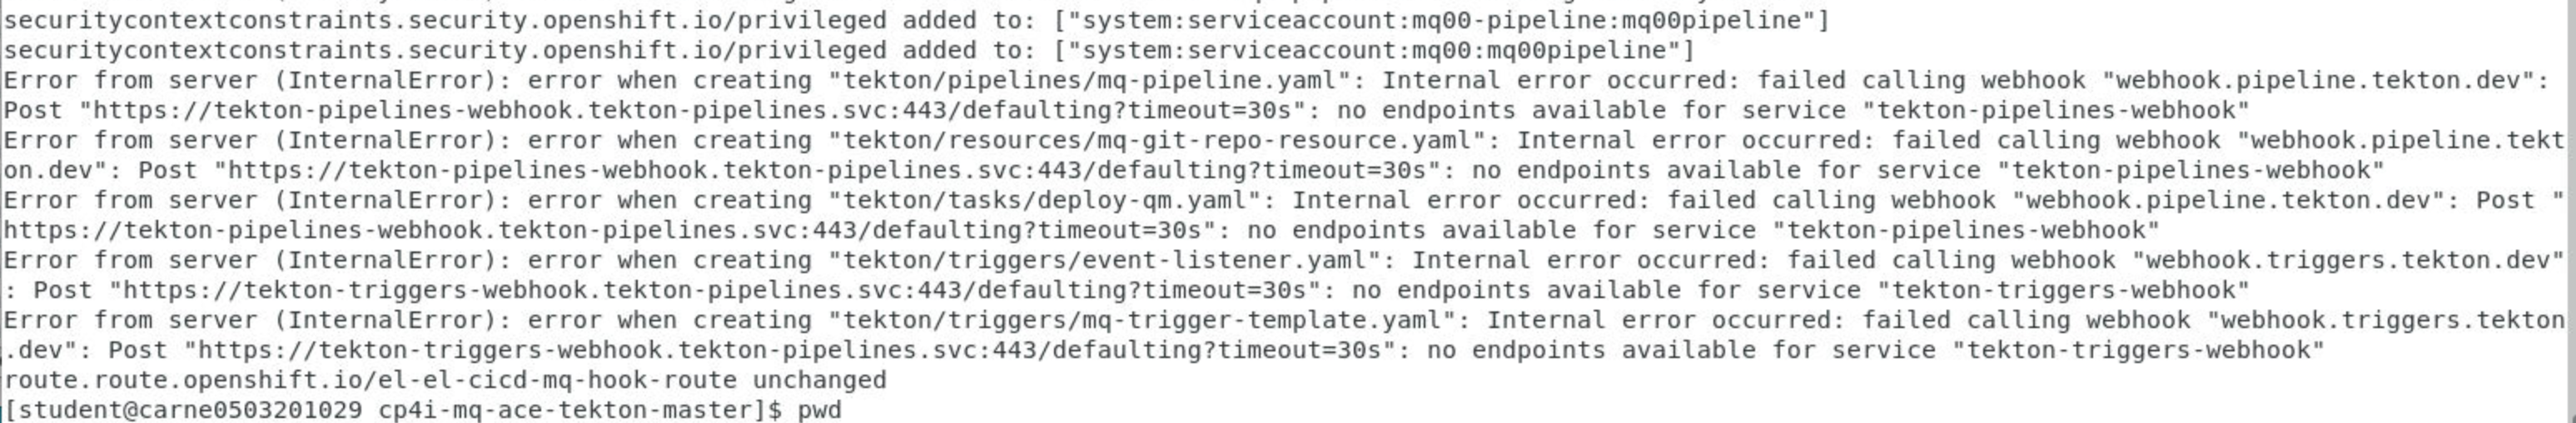 securitycontextconstraints.security.openshift.io/privileged added to: ["system:serviceaccount:mq00-pipeline:mq00pipeline"]
securitycontextconstraints.security.openshift.io/privileged added to: ["system:serviceaccount:mq00:mq00pipeline"]
Error from server (InternalError): error when creating "tekton/pipelines/mq-pipeline.yaml": Internal error occurred: failed calling webhook "webhook.pipeline.tekton.dev":
Post "https://tekton-pipelines-webhook.tekton-pipelines.svc:443/defaulting?timeout=30s": no endpoints available for service "tekton-pipelines-webhook"
Error from server (InternalError): error when creating "tekton/resources/mq-git-repo-resource.yaml": Internal error occurred: failed calling webhook "webhook.pipeline.tekt
on.dev": Post "https://tekton-pipelines-webhook.tekton-pipelines.svc:443/defaulting?timeout=30s": no endpoints available for service "tekton-pipelines-webhook"
Error from server (InternalError): error when creating "tekton/tasks/deploy-qm.yaml": Internal error occurred: failed calling webhook "webhook.pipeline.tekton.dev": Post "
https://tekton-pipelines-webhook.tekton-pipelines.svc:443/defaulting?timeout=30s": no endpoints available for service "tekton-pipelines-webhook"
Error from server (InternalError): error when creating "tekton/triggers/event-listener.yaml": Internal error occurred: failed calling webhook "webhook.triggers.tekton.dev"
: Post "https://tekton-triggers-webhook.tekton-pipelines.svc:443/defaulting?timeout=30s": no endpoints available for service "tekton-triggers-webhook"
Error from server (InternalError): error when creating "tekton/triggers/mq-trigger-template.yaml": Internal error occurred: failed calling webhook "webhook.triggers.tekton
.dev": Post "https://tekton-triggers-webhook.tekton-pipelines.svc:443/defaulting?timeout=30s": no endpoints available for service "tekton-triggers-webhook"
route.route.openshift.io/el-el-cicd-mq-hook-route unchanged
[student@carne0503201029 cp4i-mq-ace-tekton-master]$ pwd